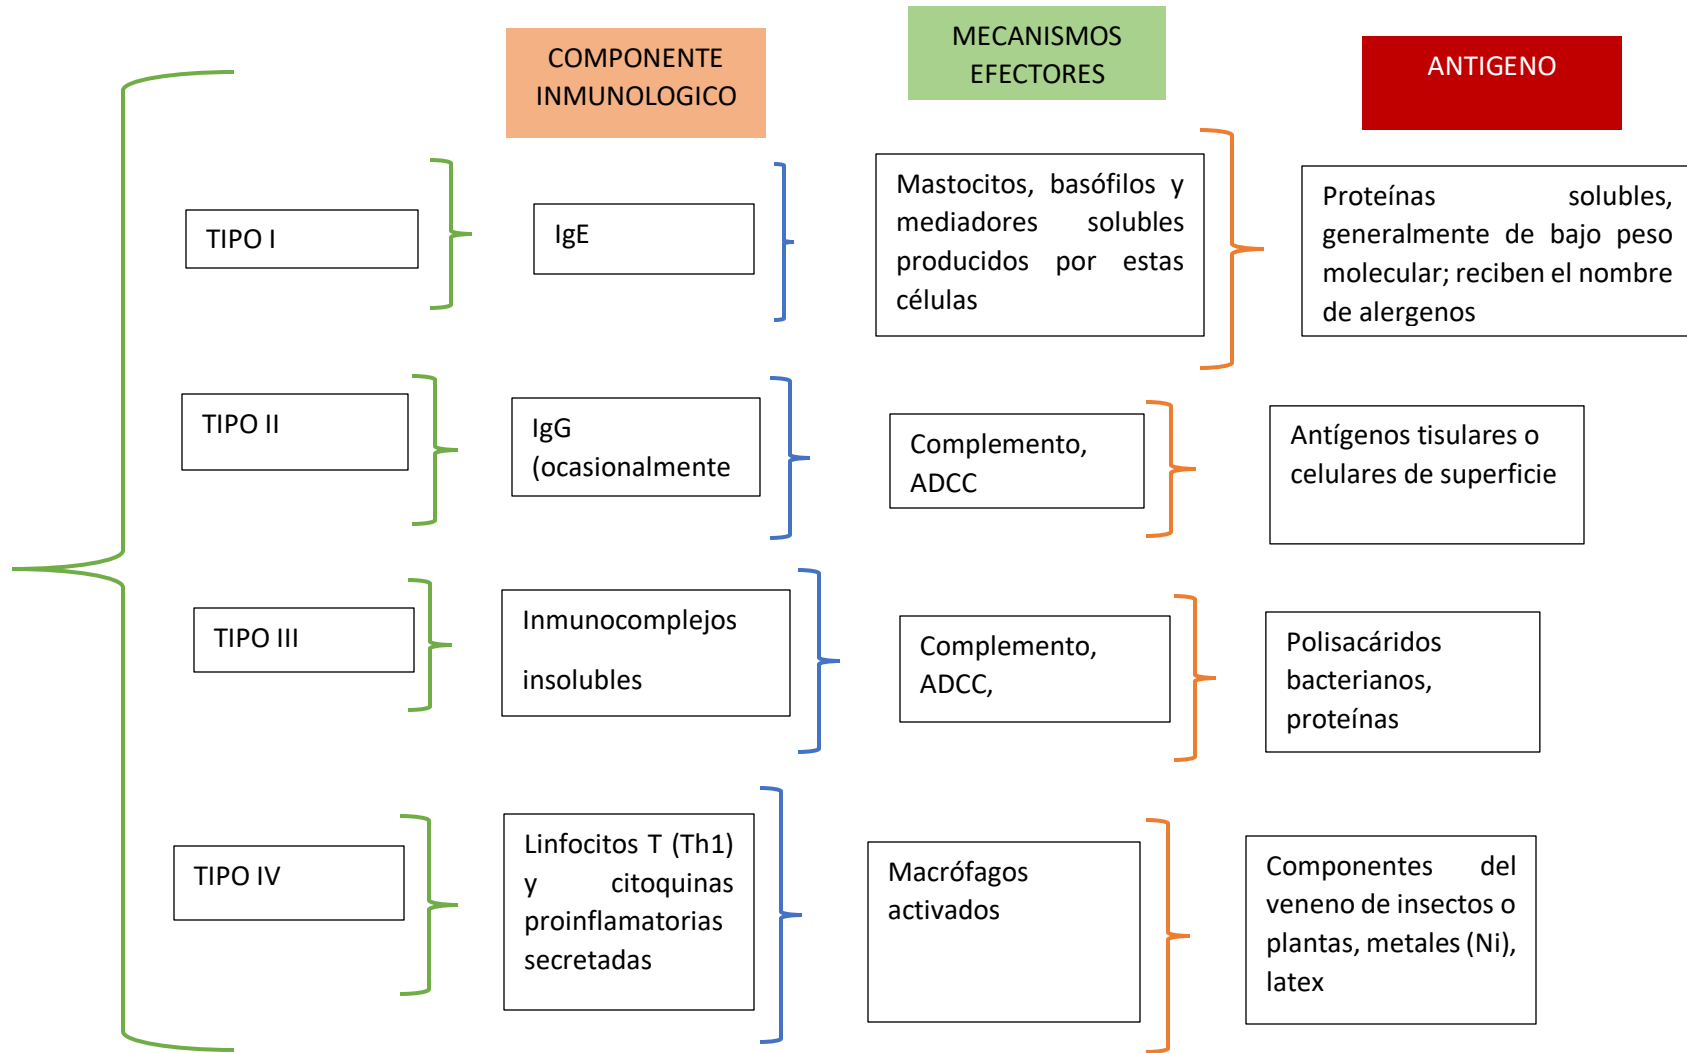 COMPONENTE
INMUNOLOGICO
MECANISMOS
EFECTORES
ANTIGENO
TIPO I
IgE
Mastocitos, basófilos y
mediadores solubles
producidos por estas
células
Proteínas solubles,
generalmente de bajo peso
molecular; reciben el nombre
de alergenos
TIPO II
IgG
(ocasionalmente
Complemento,
ADCC
Antígenos tisulares o
celulares de superficie
TIPO III
Inmunocomplejos
insolubles
Complemento,
ADCC,
Polisacáridos
bacterianos,
proteínas
TIPO IV
Linfocitos T (Th1)
y citoquinas
proinflamatorias
secretadas
Macrófagos
activados
Componentes del
veneno de insectos o
plantas, metales (Ni),
latex